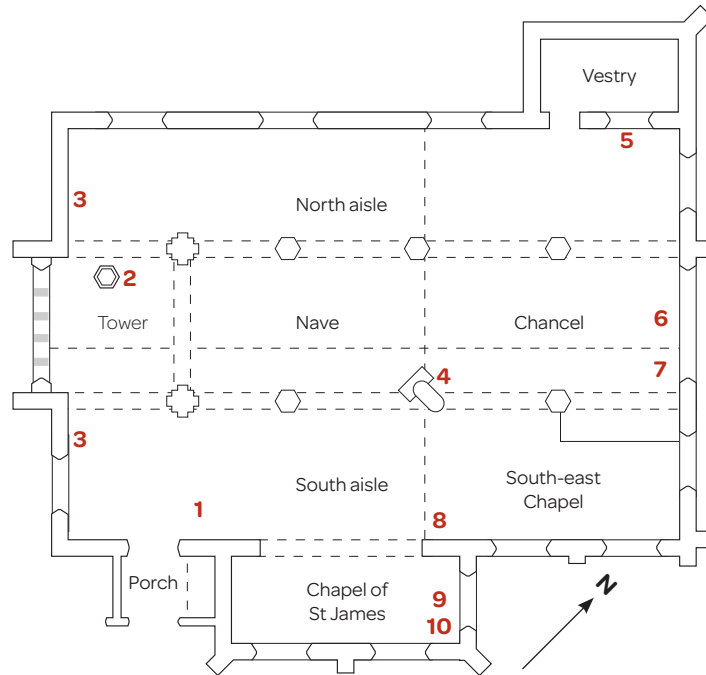 Vestry
5
3
North aisle
2
Tower
Nave
Chancel
6
7
4
3
South aisle
South-east
Chapel
1
8
Porch
Chapel of
St James
9
10
N